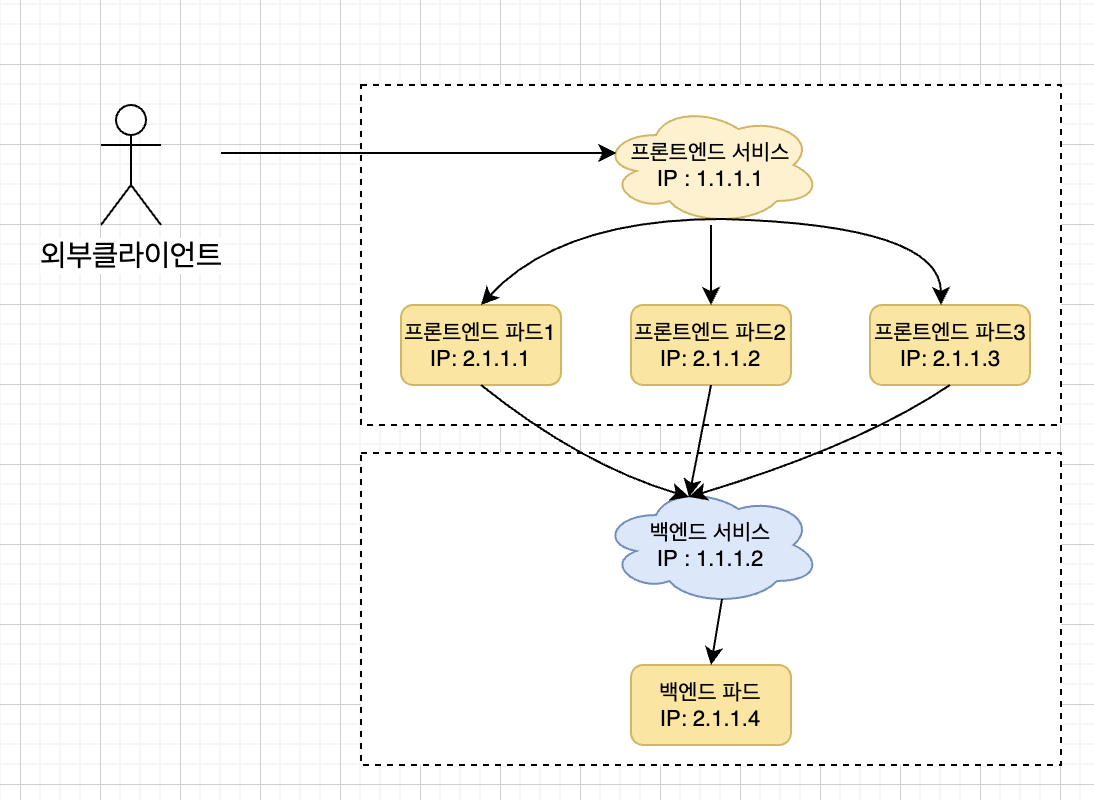 프론트엔드 서비스
IP : 1.1.1.1
외부클라이언트
프론트엔드 파드1
IP: 2.1.1.1
프론트엔드 파드2
IP: 2.1.1.2
프론트엔드 파드3
IP: 2.1.1.3
백엔드 서비스
IP : 1.1.1.2
백엔드 파드
IP: 2.1.1.4